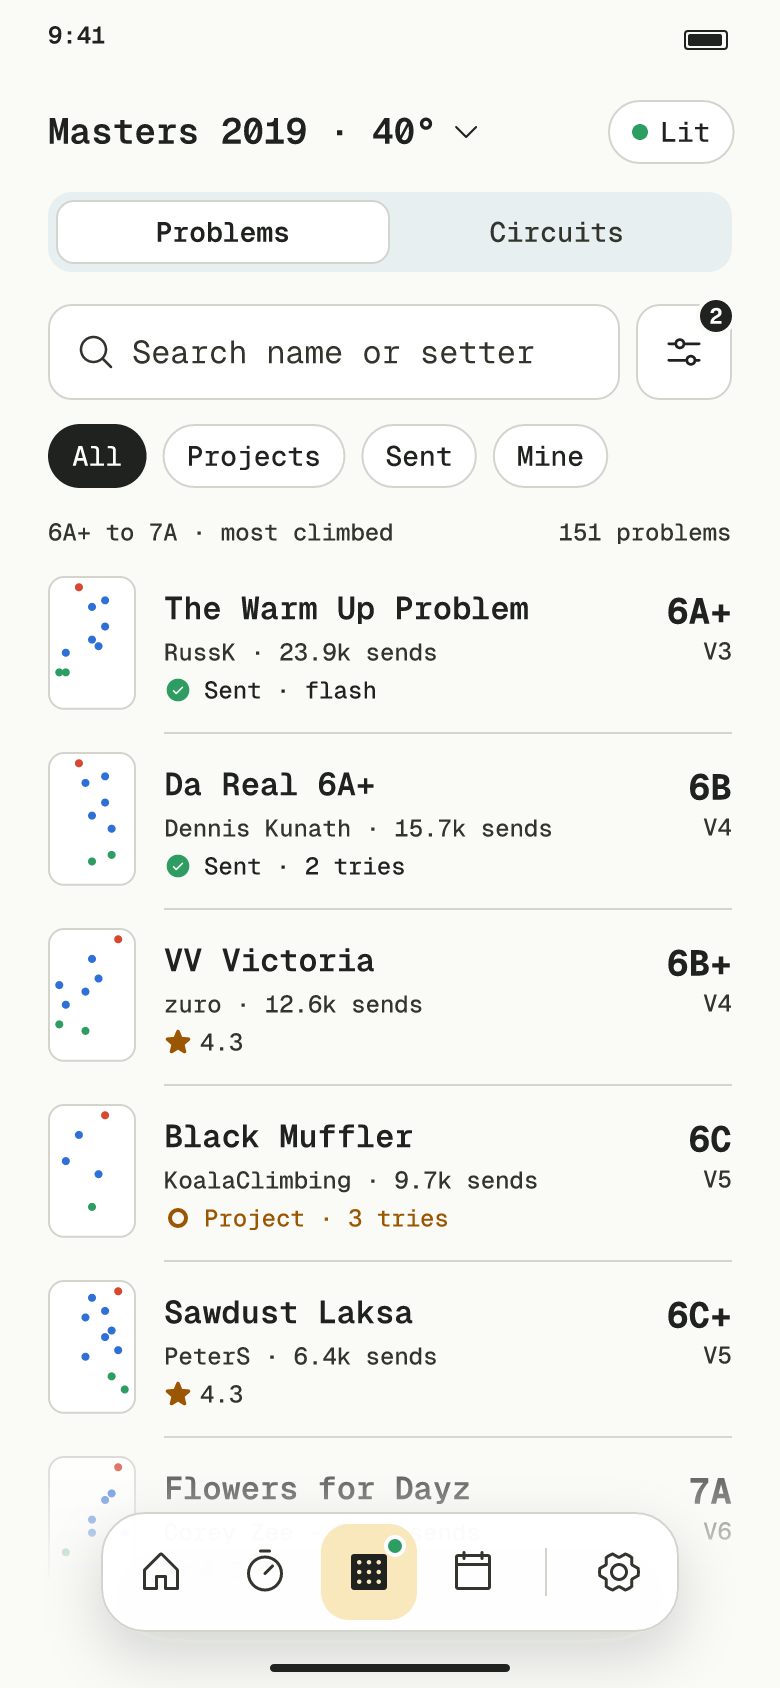 9:41
Masters 2019 · 40°
Lit
Problems
Circuits
Search name or setter
2
All
Projects
Sent
Mine
6A+ to 7A · most climbed
151 problems
The Warm Up Problem
6A+
RussK · 23.9k sends
V3
Sent · flash
Da Real 6A+
6B
Dennis Kunath · 15.7k sends
V4
Sent · 2 tries
VV Victoria
6B+
zuro · 12.6k sends
V4
4.3
Black Muffler
6C
KoalaClimbing · 9.7k sends
V5
Project · 3 tries
Sawdust Laksa
6C+
PeterS · 6.4k sends
V5
4.3
Flowers for Dayz
7A
Corey Zee · sends
V6